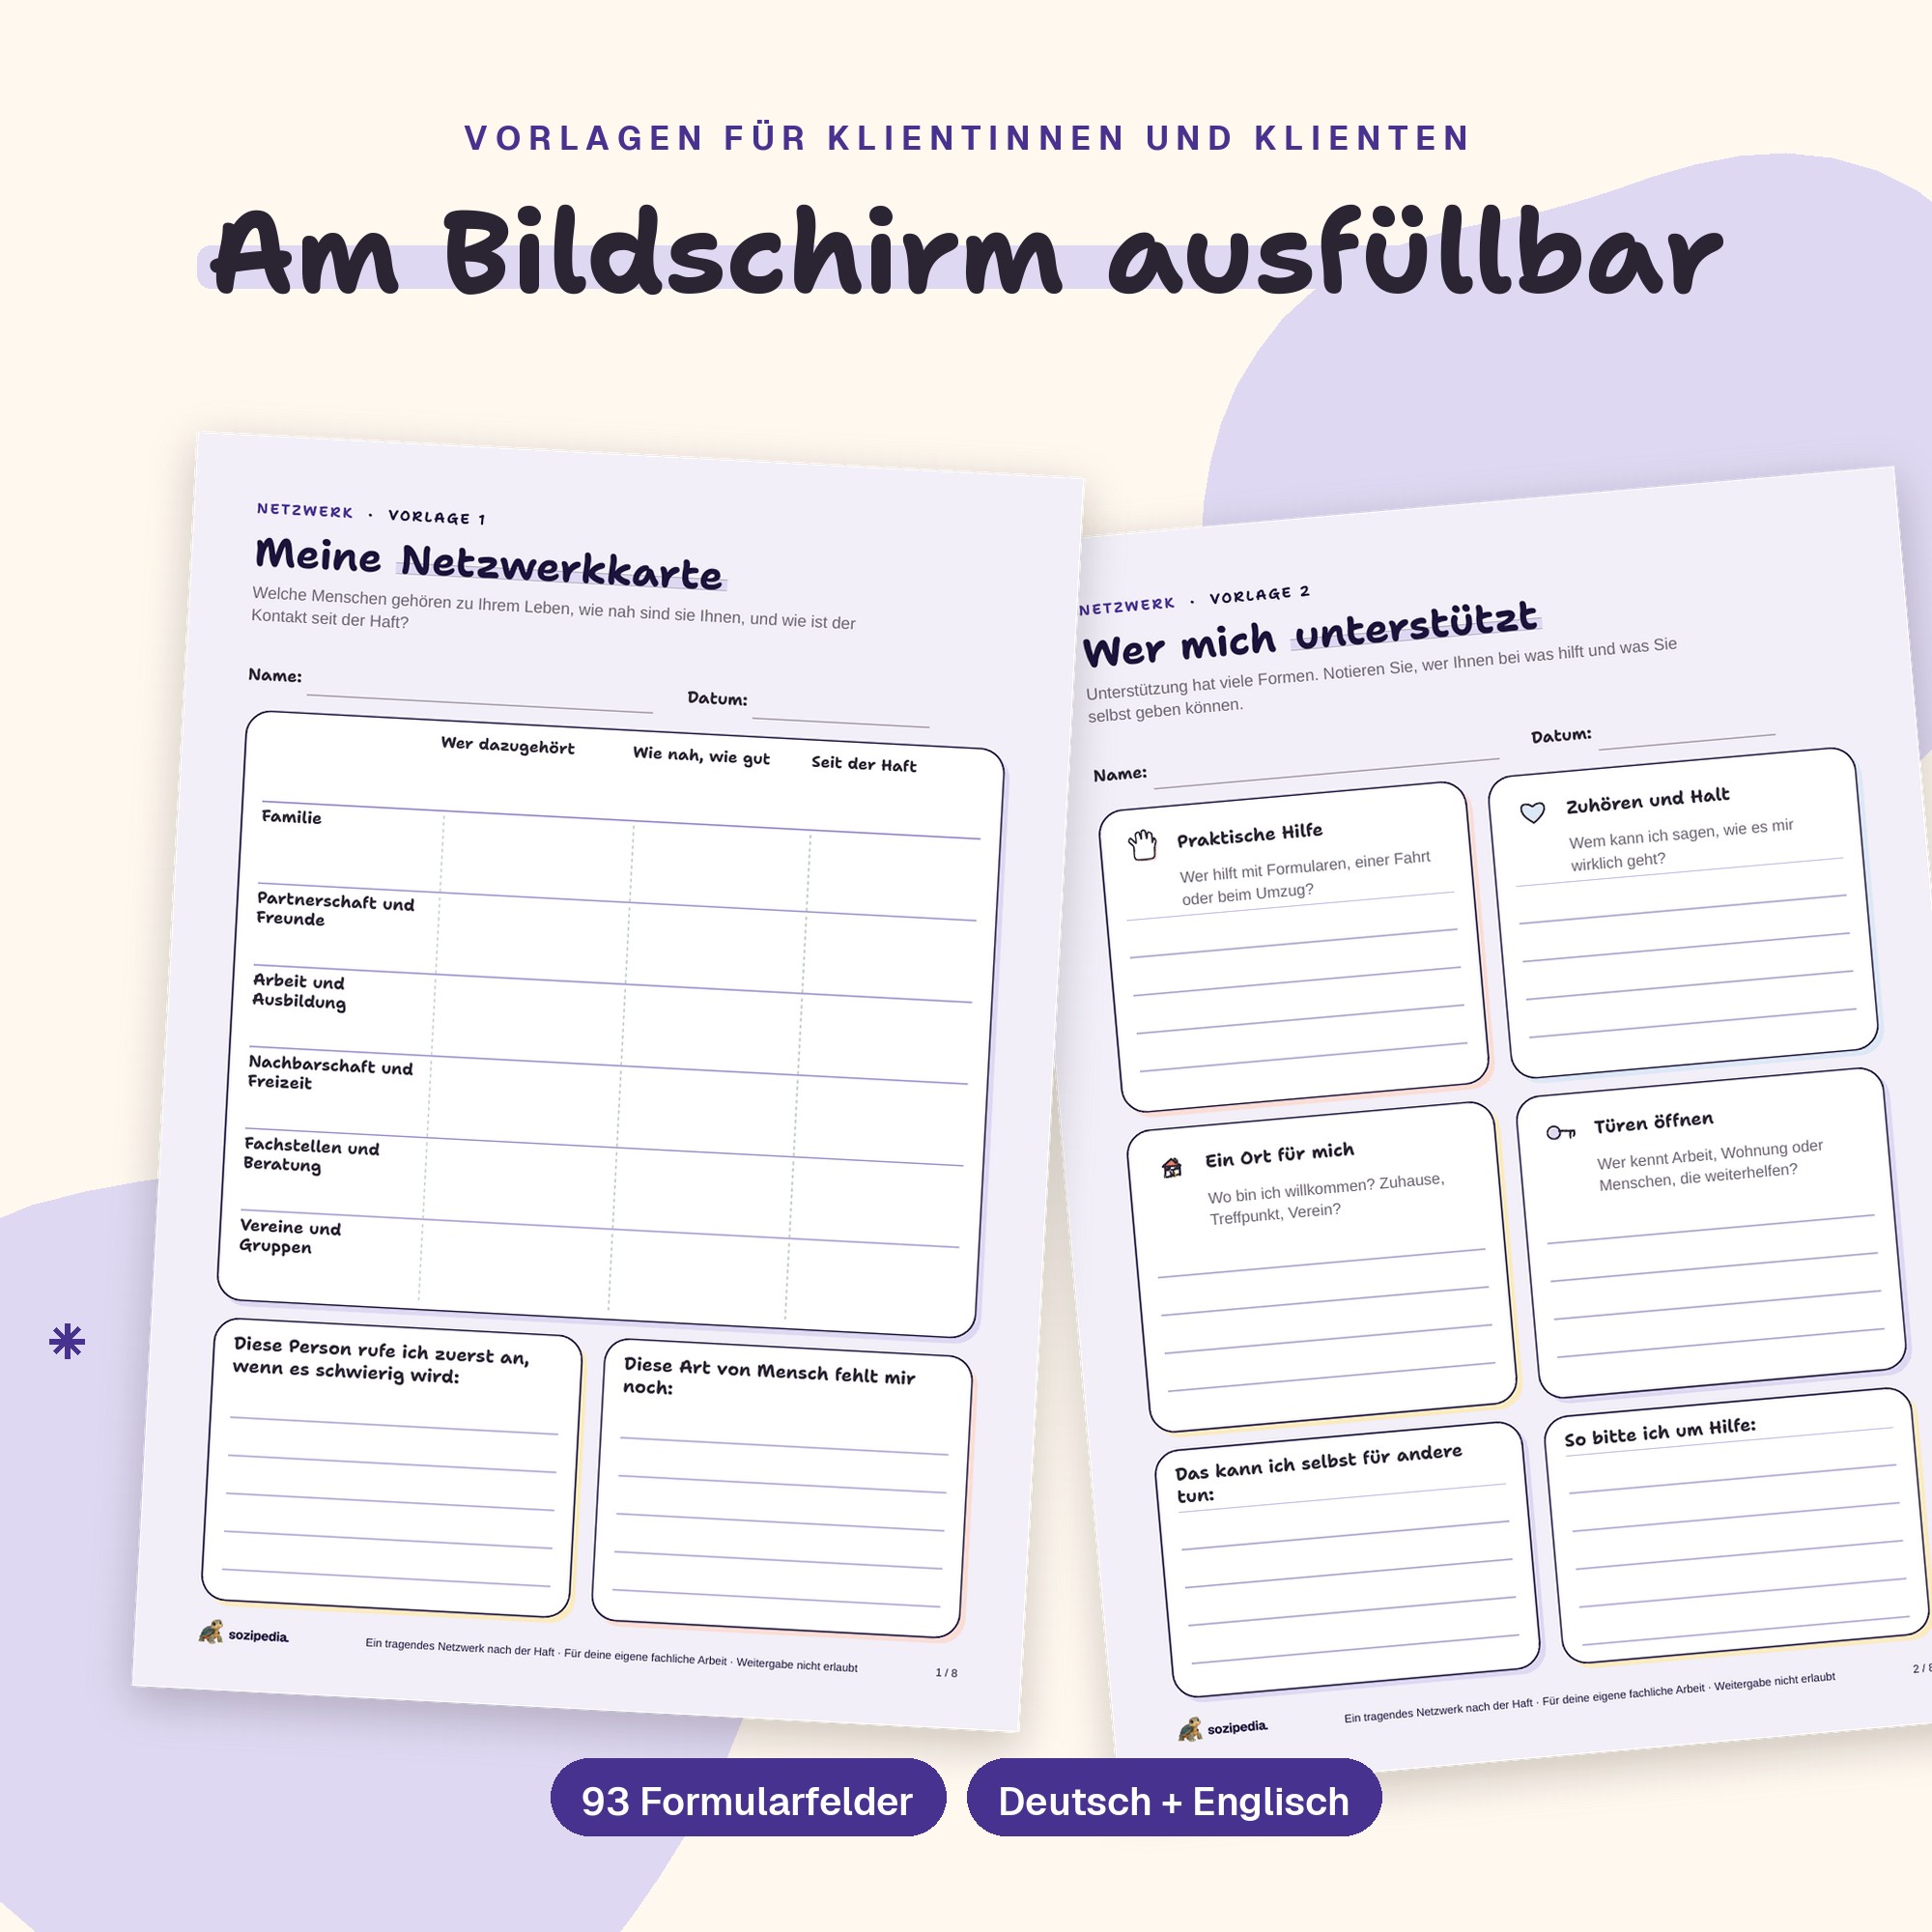 VORLAGEN FÜR KLIENTINNEN UND KLIENTEN
Am Bildschirm ausfüllbar
NETZWERK · VORLAGE 1
Meine Netzwerkkarte
Welche Menschen gehören zu Ihrem Leben, wie nah sind sie Ihnen, und wie ist der
Kontakt seit der Haft?
Name:
Datum:
Wer dazugehört
Wie nah, wie gut
Seit der Haft
Familie
Partnerschaft und
Freunde
Arbeit und
Ausbildung
Nachbarschaft und
Freizeit
Fachstellen und
Beratung
Vereine und
Gruppen
Diese Person rufe ich zuerst an,
wenn es schwierig wird:
Diese Art von Mensch fehlt mir
noch:
sozipedia.
Ein tragendes Netzwerk nach der Haft · Für deine eigene fachliche Arbeit · Weitergabe nicht erlaubt
1 / 8
NETZWERK · VORLAGE 2
Wer mich unterstützt
Unterstützung hat viele Formen. Notieren Sie, wer Ihnen bei was hilft und was Sie
selbst geben können.
Name:
Datum:
Praktische Hilfe
Wer hilft mit Formularen, einer Fahrt
oder beim Umzug?
Zuhören und Halt
Wem kann ich sagen, wie es mir
wirklich geht?
Ein Ort für mich
Wo bin ich willkommen? Zuhause,
Treffpunkt, Verein?
Türen öffnen
Wer kennt Arbeit, Wohnung oder
Menschen, die weiterhelfen?
Das kann ich selbst für andere
tun:
So bitte ich um Hilfe:
sozipedia.
Ein tragendes Netzwerk nach der Haft · Für deine eigene fachliche Arbeit · Weitergabe nicht erlaubt
2 / 8
93 Formularfelder
Deutsch + Englisch